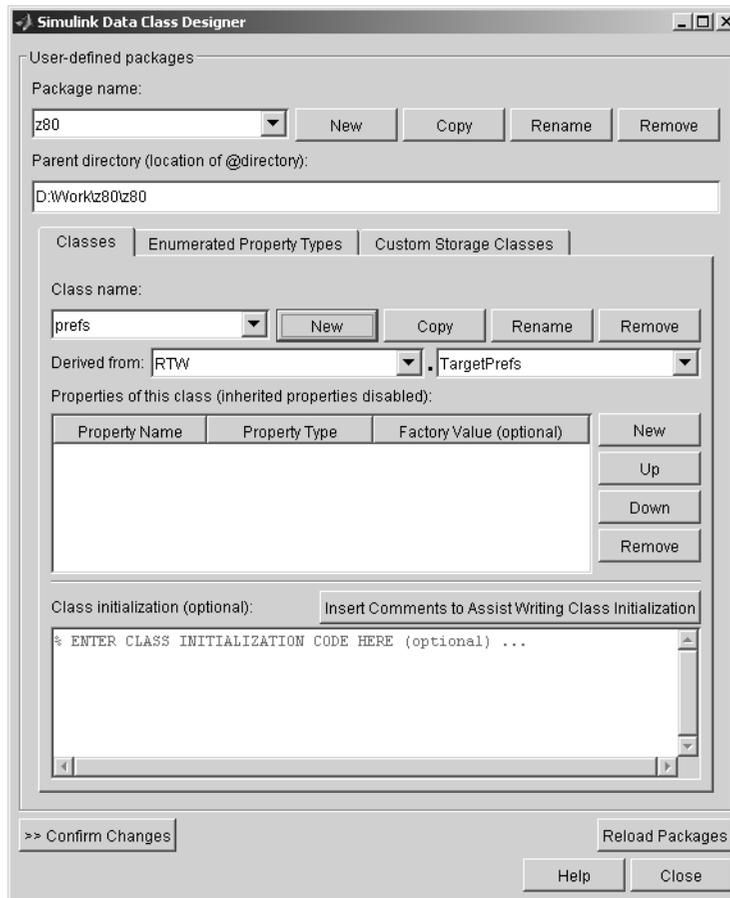 Simulink Data Class Designer
User-defined packages
Package name:
z80 New Copy Rename Remove
Parent directory (location of @directory):
D:\Work\z80\z80
Classes Enumerated Property Types Custom Storage Classes
Class name:
prefs New Copy Rename Remove
Derived from: RTW . TargetPrefs
Properties of this class (inherited properties disabled):
Property Name Property Type Factory Value (optional) New
Up
Down
Remove
Class initialization (optional): Insert Comments to Assist Writing Class Initialization
% ENTER CLASS INITIALIZATION CODE HERE (optional) ...
>> Confirm Changes Reload Packages
Help Close